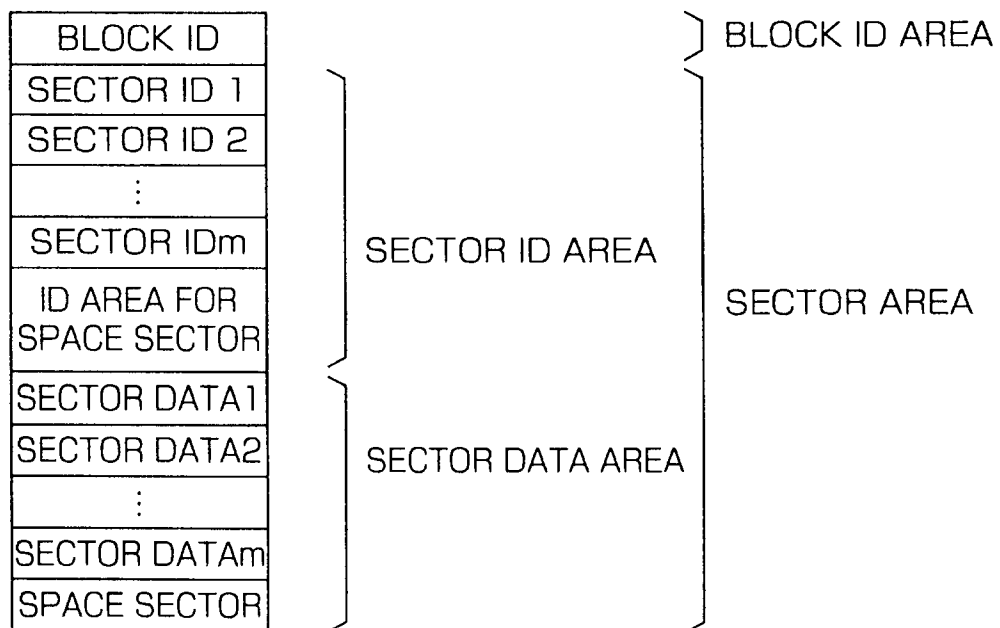 BLOCK ID
BLOCK ID AREA
SECTOR ID 1
SECTOR ID 2
⋮
SECTOR IDm
SECTOR ID AREA
ID AREA FOR
SPACE SECTOR
SECTOR AREA
SECTOR DATA1
SECTOR DATA2
SECTOR DATA AREA
⋮
SECTOR DATAm
SPACE SECTOR